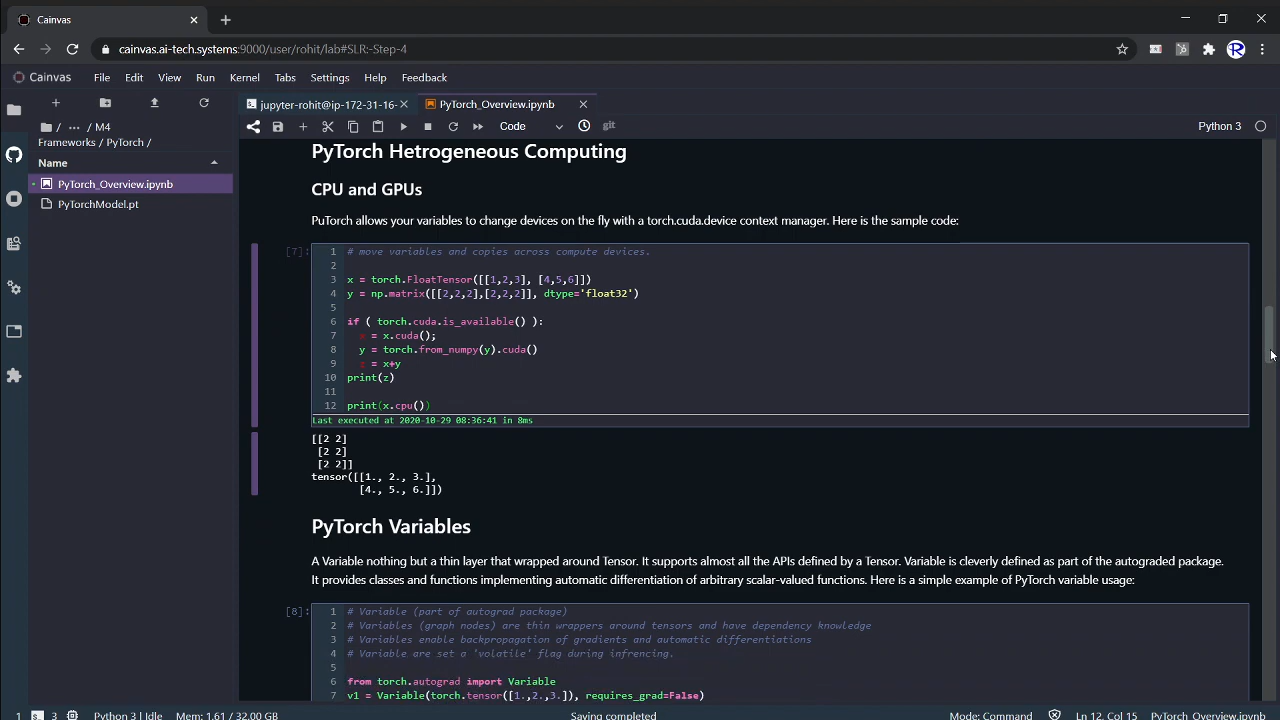 Cainvas
cainvas.ai-tech.systems:9000/user/rohit/lab#SLR:-Step-4
Cainvas File Edit View Run Kernel Tabs Settings Help Feedback
jupyter-rohit@ip-172-31-16- PyTorch_Overview.ipynb
/ ... / M4
Frameworks / PyTorch /
Code git Python 3
Name
PyTorch_Overview.ipynb
PyTorchModel.pt
PyTorch Hetrogeneous Computing
CPU and GPUs
PuTorch allows your variables to change devices on the fly with a torch.cuda.device context manager. Here is the sample code:
[7]:
1 # move variables and copies across compute devices.
2
3 x = torch.FloatTensor([[1,2,3], [4,5,6]])
4 y = np.matrix([[2,2,2],[2,2,2]], dtype='float32')
5
6 if ( torch.cuda.is_available() ):
7 x = x.cuda();
8 y = torch.from_numpy(y).cuda()
9 z = x+y
10 print(z)
11
12 print(x.cpu())
Last executed at 2020-10-29 08:36:41 in 8ms
[[2 2]
[2 2]
[2 2]]
tensor([[1., 2., 3.],
[4., 5., 6.]])
PyTorch Variables
A Variable nothing but a thin layer that wrapped around Tensor. It supports almost all the APIs defined by a Tensor. Variable is cleverly defined as part of the autograded package.
It provides classes and functions implementing automatic differentiation of arbitrary scalar-valued functions. Here is a simple example of PyTorch variable usage:
[8]:
1 # Variable (part of autograd package)
2 # Variables (graph nodes) are thin wrappers around tensors and have dependency knowledge
3 # Variables enable backpropagation of gradients and automatic differentiations
4 # Variable are set a 'volatile' flag during infrencing.
5
6 from torch.autograd import Variable
7 v1 = Variable(torch.tensor([1.,2.,3.]), requires_grad=False)
1 3 Python 3 | Idle Mem: 1.61 / 32.00 GB Saving completed Mode: Command Ln 12, Col 15 PyTorch_Overview.ipynb